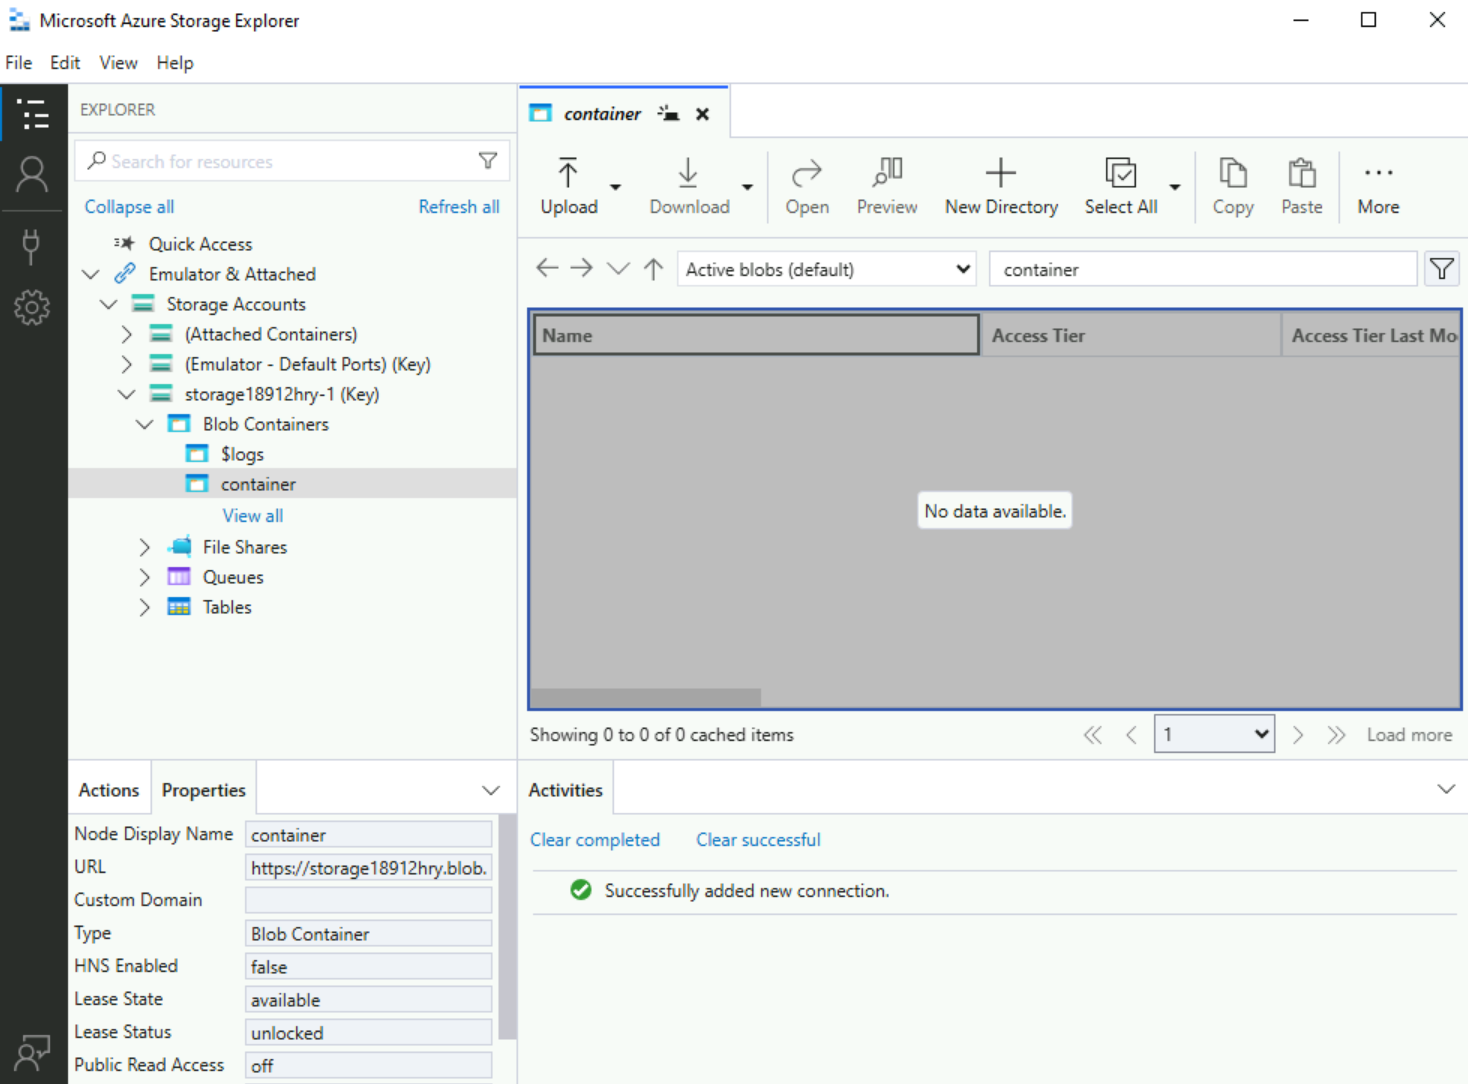 Microsoft Azure Storage Explorer
File Edit View Help
EXPLORER
Search for resources
Collapse all Refresh all
Quick Access
Emulator & Attached
Storage Accounts
(Attached Containers)
(Emulator - Default Ports) (Key)
storage18912hry-1 (Key)
Blob Containers
$logs
container
View all
File Shares
Queues
Tables
container
Upload Download Open Preview New Directory Select All Copy Paste More
Active blobs (default) container
Name Access Tier Access Tier Last Mo
No data available.
Showing 0 to 0 of 0 cached items 1 Load more
Actions Properties
Node Display Name container
URL https://storage18912hry.blob.
Custom Domain
Type Blob Container
HNS Enabled false
Lease State available
Lease Status unlocked
Public Read Access off
Activities
Clear completed Clear successful
Successfully added new connection.